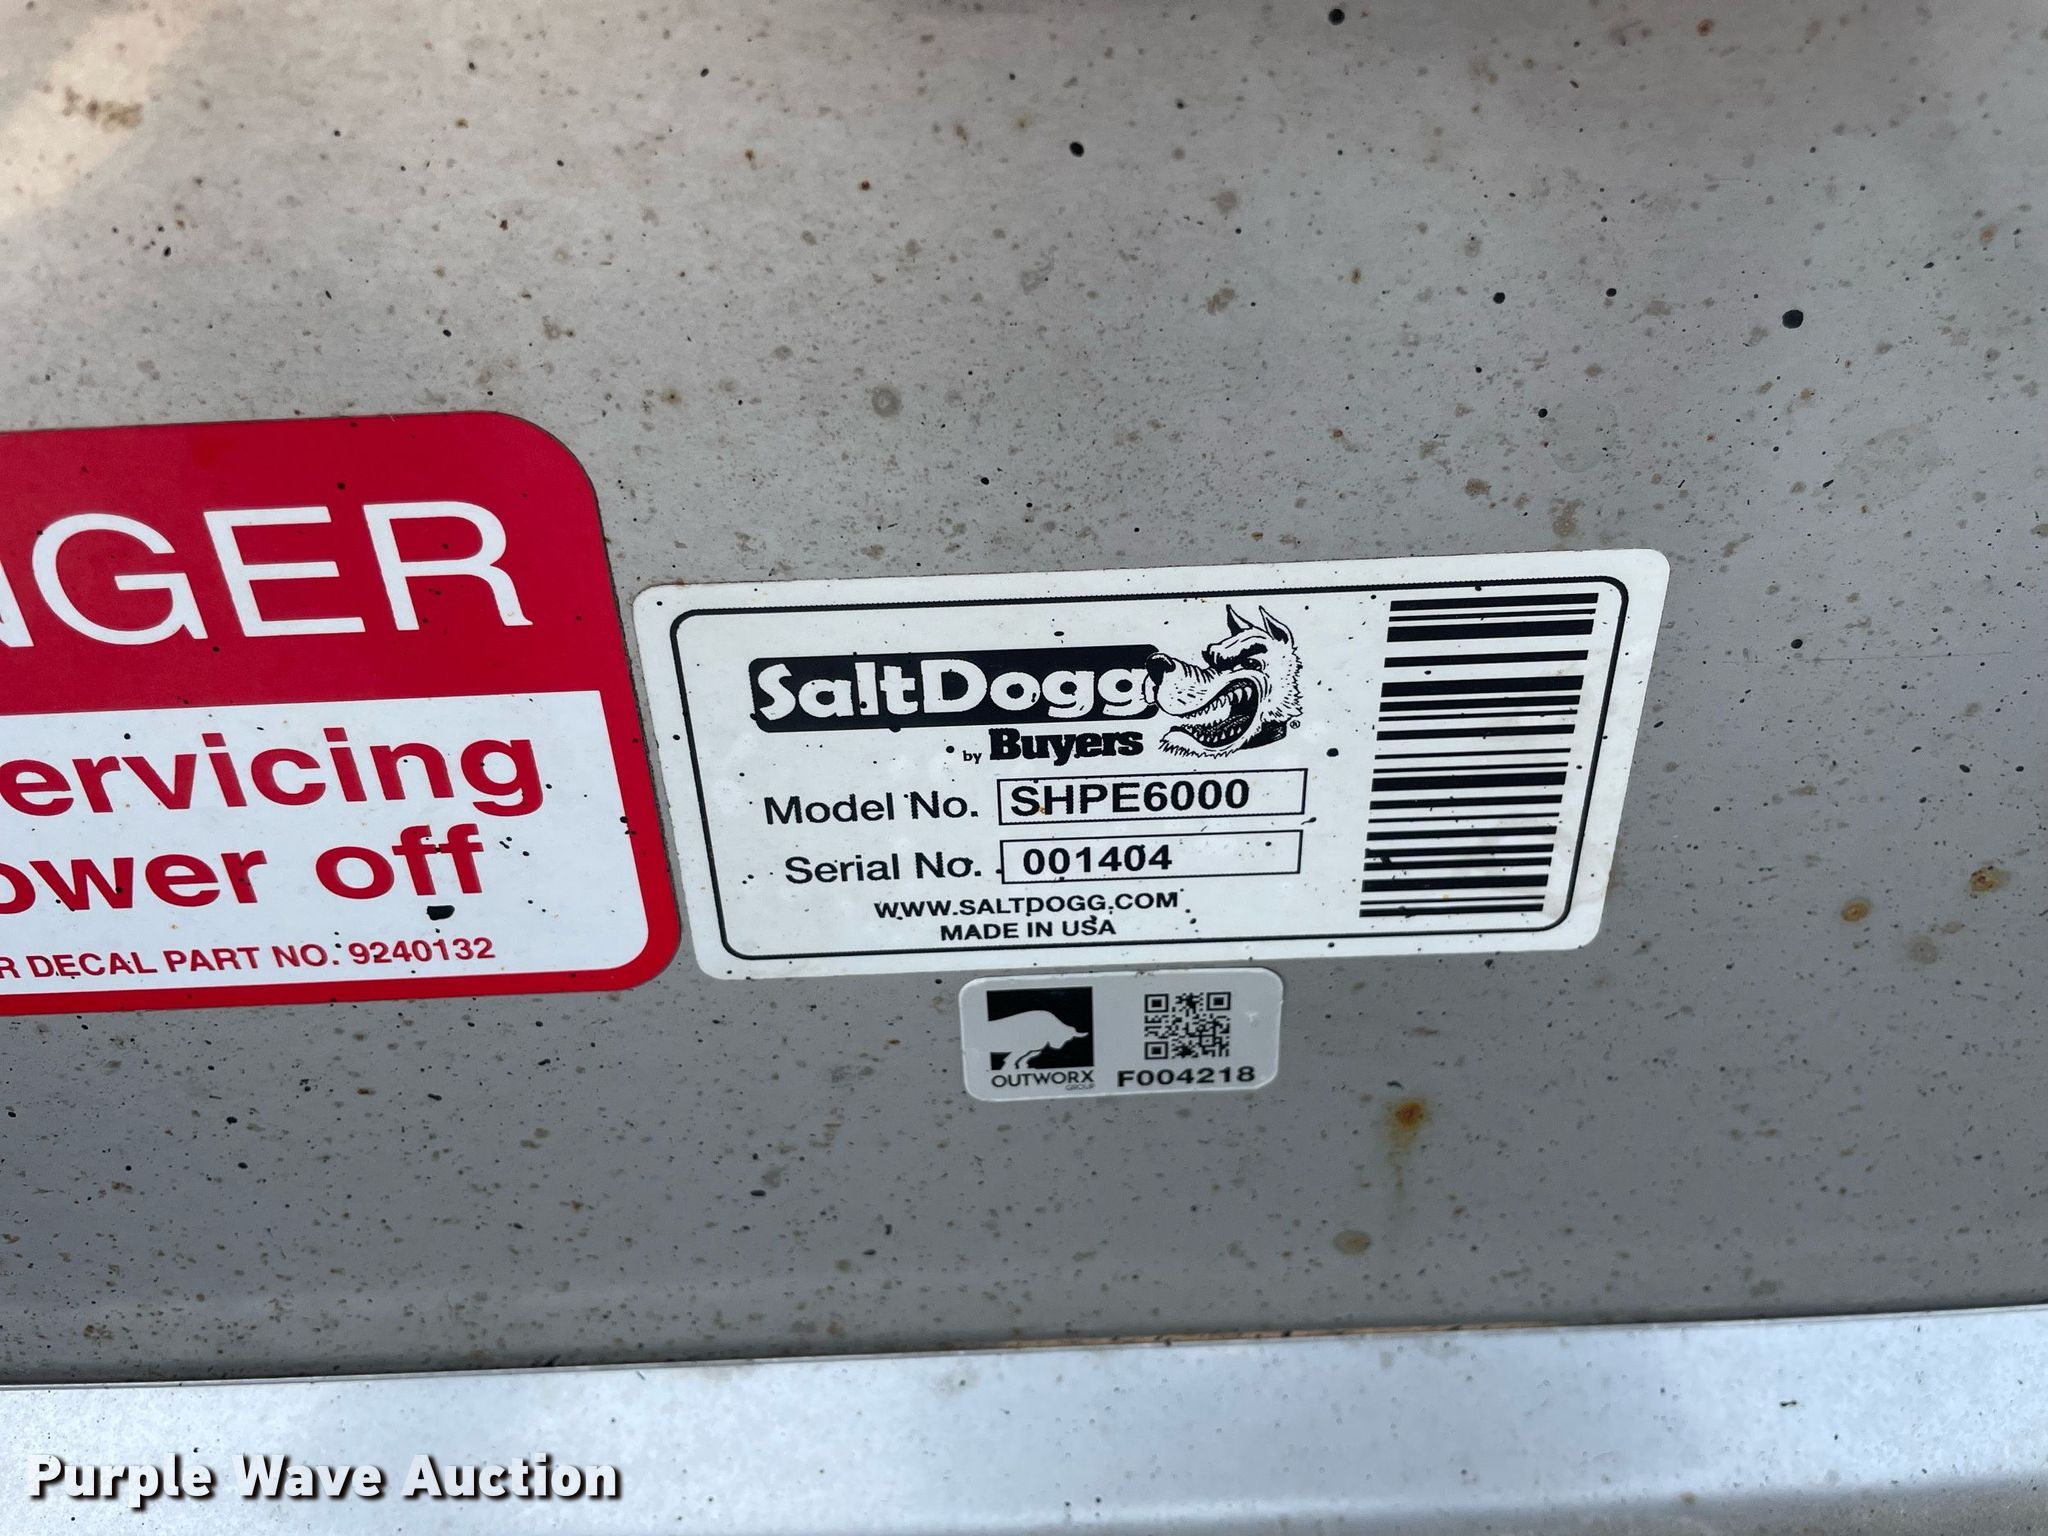 NGER
ervicing
ower off
R DECAL PART NO. 9240132
SaltDogg
by Buyers
®
Model No. SHPE6000
Serial No. 001404
WWW.SALTDOGG.COM
MADE IN USA
OUTWORX
GROUP
F004218
Purple Wave Auction